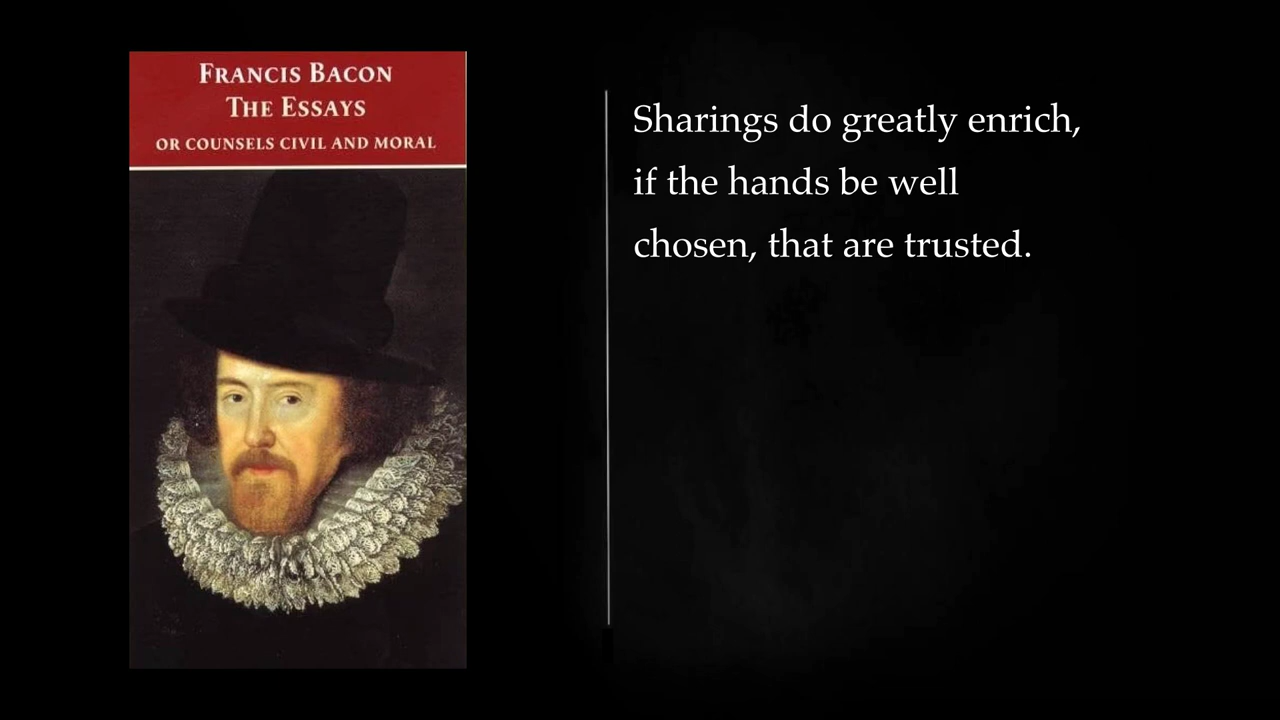 FRANCIS BACON
THE ESSAYS
OR COUNSELS CIVIL AND MORAL
Sharings do greatly enrich,
if the hands be well
chosen, that are trusted.